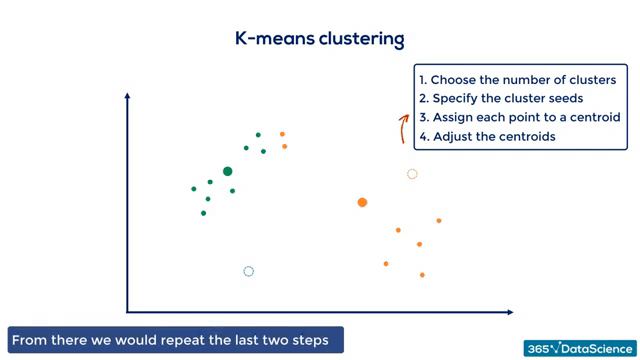 K-means clustering
1. Choose the number of clusters
2. Specify the cluster seeds
3. Assign each point to a centroid
4. Adjust the centroids
From there we would repeat the last two steps
365 DataScience